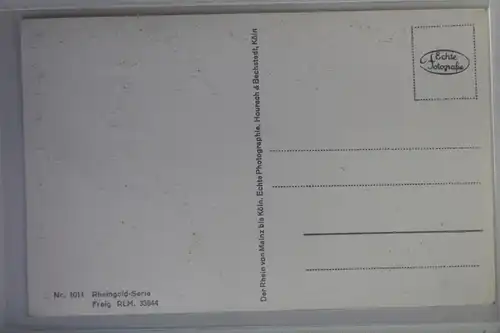 Echte
Fotografie
Der Rhein von Mainz bis Köln. Echte Photographie. Hoursch & Bechstedt, Köln
Nr. 1011 Rheingold-Serie
Freig. RLM. 35844